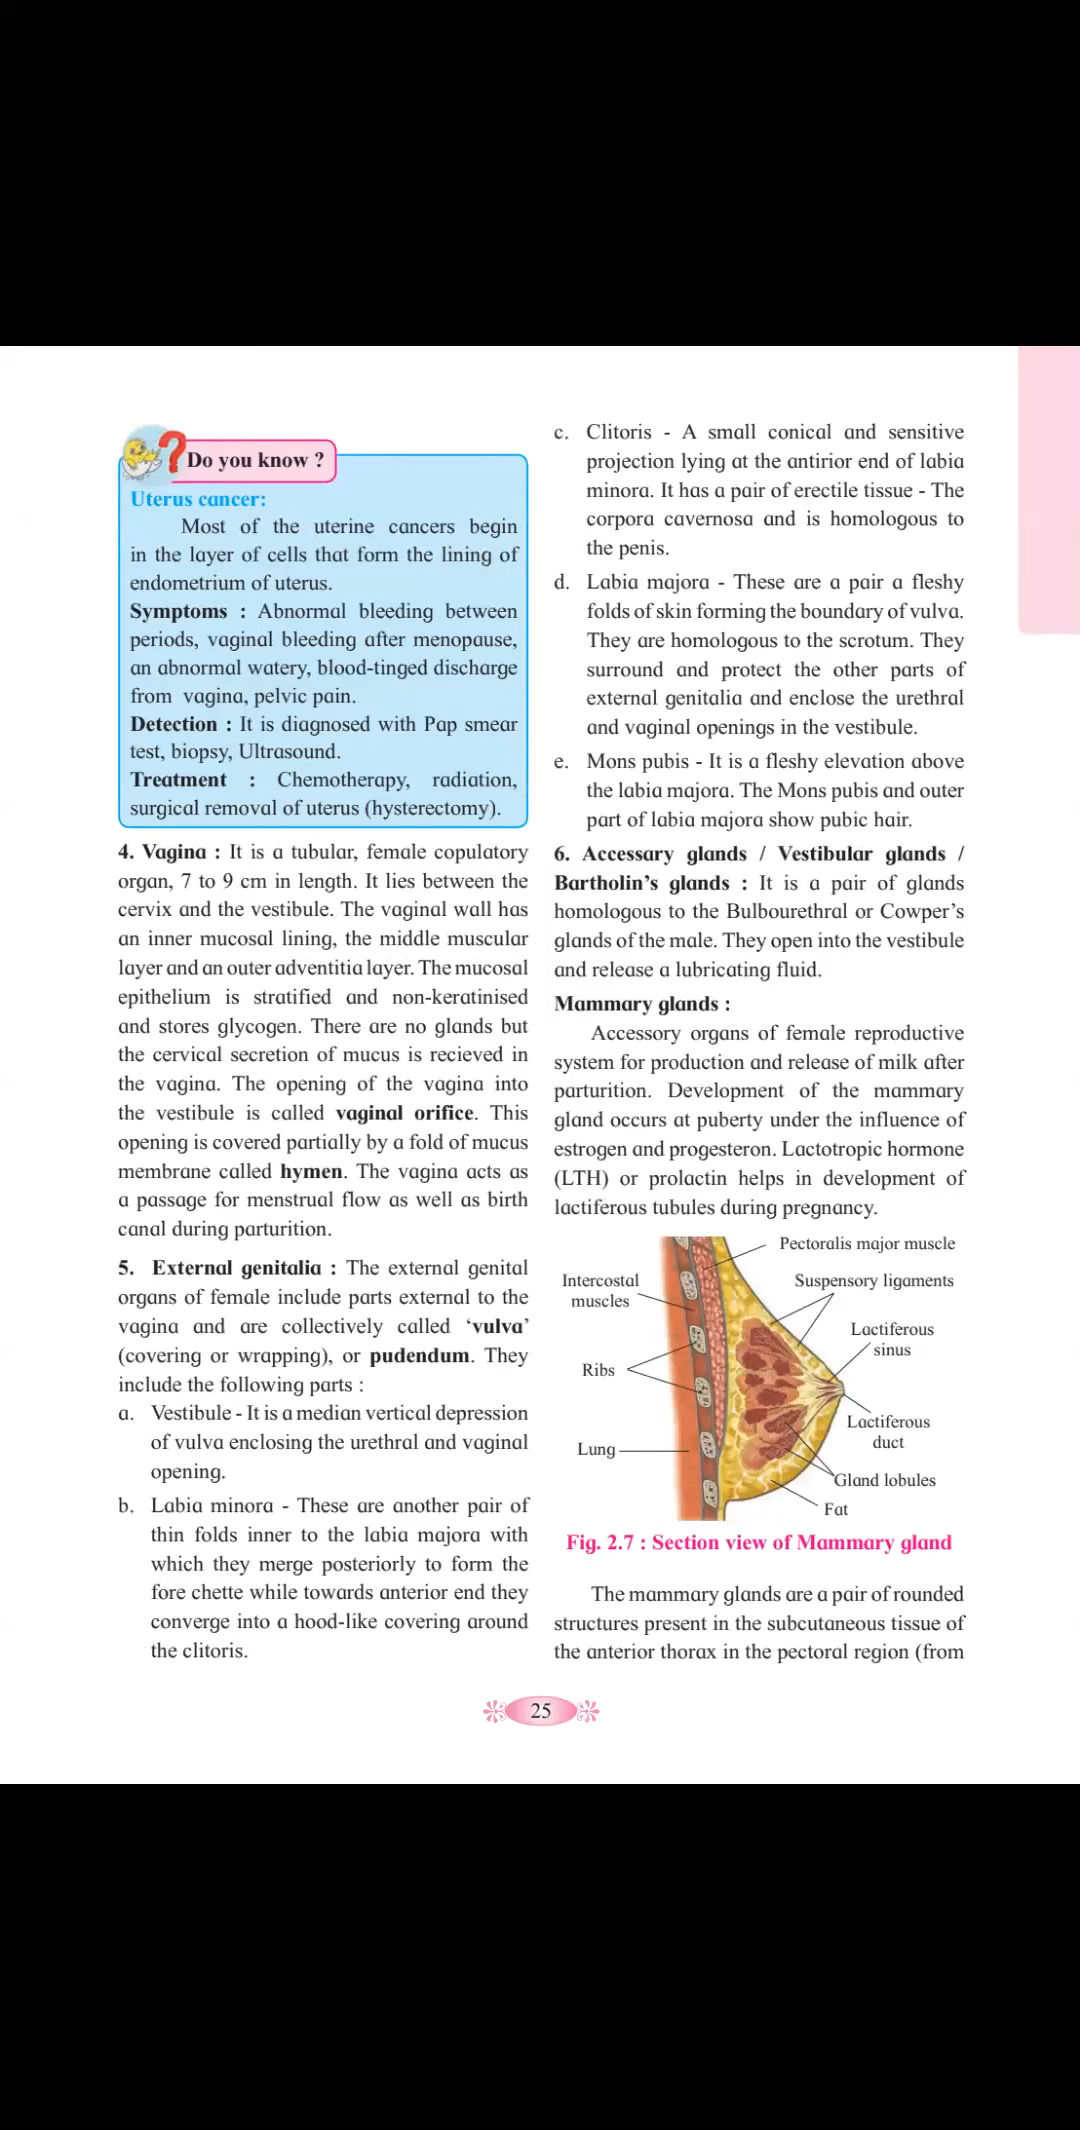 Do you know ?
Uterus cancer:
Most of the uterine cancers begin
in the layer of cells that form the lining of
endometrium of uterus.
Symptoms : Abnormal bleeding between
periods, vaginal bleeding after menopause,
an abnormal watery, blood-tinged discharge
from vagina, pelvic pain.
Detection : It is diagnosed with Pap smear
test, biopsy, Ultrasound.
Treatment : Chemotherapy, radiation,
surgical removal of uterus (hysterectomy).
4. Vagina : It is a tubular, female copulatory
organ, 7 to 9 cm in length. It lies between the
cervix and the vestibule. The vaginal wall has
an inner mucosal lining, the middle muscular
layer and an outer adventitia layer. The mucosal
epithelium is stratified and non-keratinised
and stores glycogen. There are no glands but
the cervical secretion of mucus is recieved in
the vagina. The opening of the vagina into
the vestibule is called vaginal orifice. This
opening is covered partially by a fold of mucus
membrane called hymen. The vagina acts as
a passage for menstrual flow as well as birth
canal during parturition.
5. External genitalia : The external genital
organs of female include parts external to the
vagina and are collectively called ‘vulva’
(covering or wrapping), or pudendum. They
include the following parts :
a. Vestibule - It is a median vertical depression
of vulva enclosing the urethral and vaginal
opening.
b. Labia minora - These are another pair of
thin folds inner to the labia majora with
which they merge posteriorly to form the
fore chette while towards anterior end they
converge into a hood-like covering around
the clitoris.
c. Clitoris - A small conical and sensitive
projection lying at the antirior end of labia
minora. It has a pair of erectile tissue - The
corpora cavernosa and is homologous to
the penis.
d. Labia majora - These are a pair a fleshy
folds of skin forming the boundary of vulva.
They are homologous to the scrotum. They
surround and protect the other parts of
external genitalia and enclose the urethral
and vaginal openings in the vestibule.
e. Mons pubis - It is a fleshy elevation above
the labia majora. The Mons pubis and outer
part of labia majora show pubic hair.
6. Accessary glands / Vestibular glands /
Bartholin’s glands : It is a pair of glands
homologous to the Bulbourethral or Cowper’s
glands of the male. They open into the vestibule
and release a lubricating fluid.
Mammary glands :
Accessory organs of female reproductive
system for production and release of milk after
parturition. Development of the mammary
gland occurs at puberty under the influence of
estrogen and progesteron. Lactotropic hormone
(LTH) or prolactin helps in development of
lactiferous tubules during pregnancy.
Pectoralis major muscle
Intercostal
muscles
Suspensory ligaments
Lactiferous
sinus
Ribs
Lactiferous
duct
Lung
Gland lobules
Fat
Fig. 2.7 : Section view of Mammary gland
The mammary glands are a pair of rounded
structures present in the subcutaneous tissue of
the anterior thorax in the pectoral region (from
25